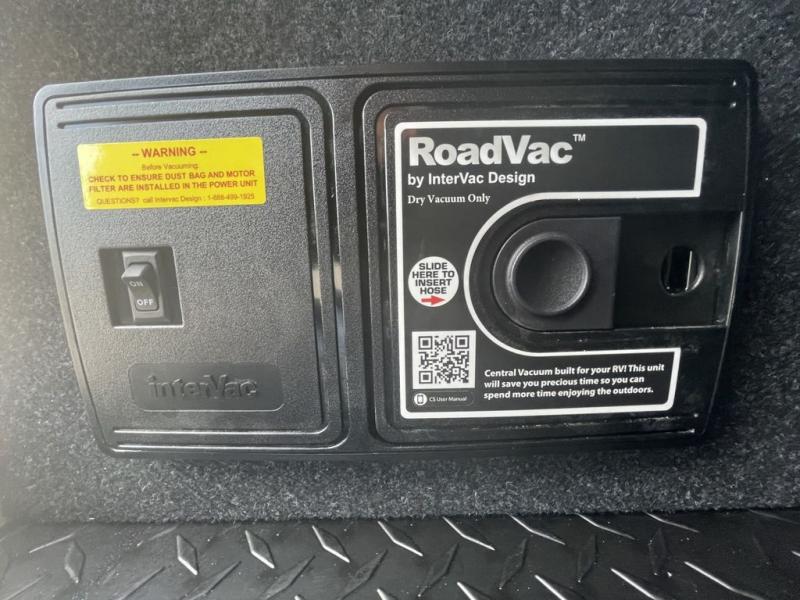 -- WARNING --
Before Vacuuming:
CHECK TO ENSURE DUST BAG AND MOTOR
FILTER ARE INSTALLED IN THE POWER UNIT
QUESTIONS? call Intervac Design : 1-888-499-1925
ON
OFF
interVac
RoadVac™
by InterVac Design
Dry Vacuum Only
SLIDE
HERE TO
INSERT
HOSE
CS User Manual
Central Vacuum built for your RV! This unit
will save you precious time so you can
spend more time enjoying the outdoors.